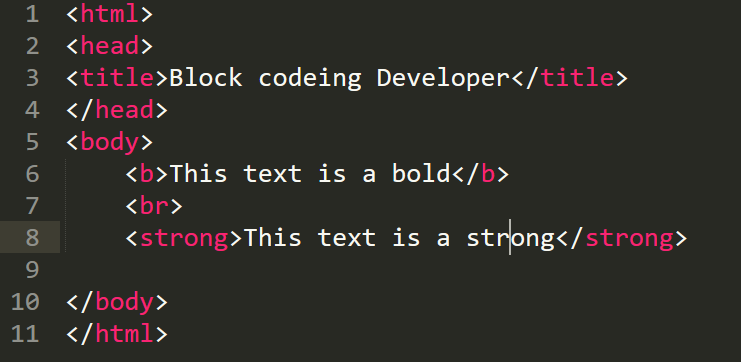 1 <html>
2 <head>
3 <title>Block codeing Developer</title>
4 </head>
5 <body>
6     <b>This text is a bold</b>
7     <br>
8     <strong>This text is a strong</strong>
9
10 </body>
11 </html>